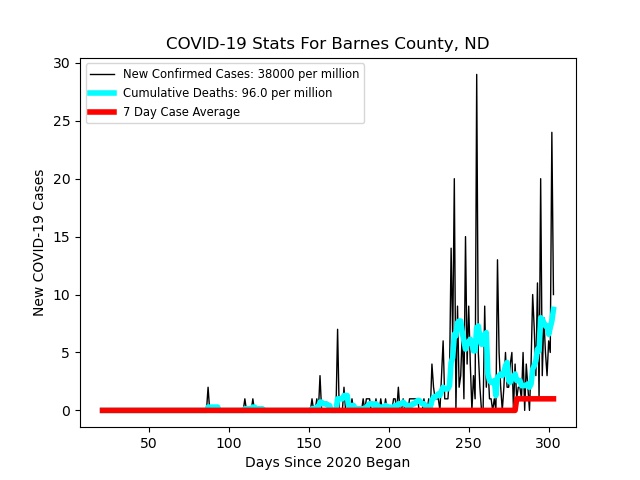 COVID-19 Stats For Barnes County, ND
30
25
20
15
10
5
0
New COVID-19 Cases
New Confirmed Cases: 38000 per million
Cumulative Deaths: 96.0 per million
7 Day Case Average
50 100 150 200 250 300
Days Since 2020 Began